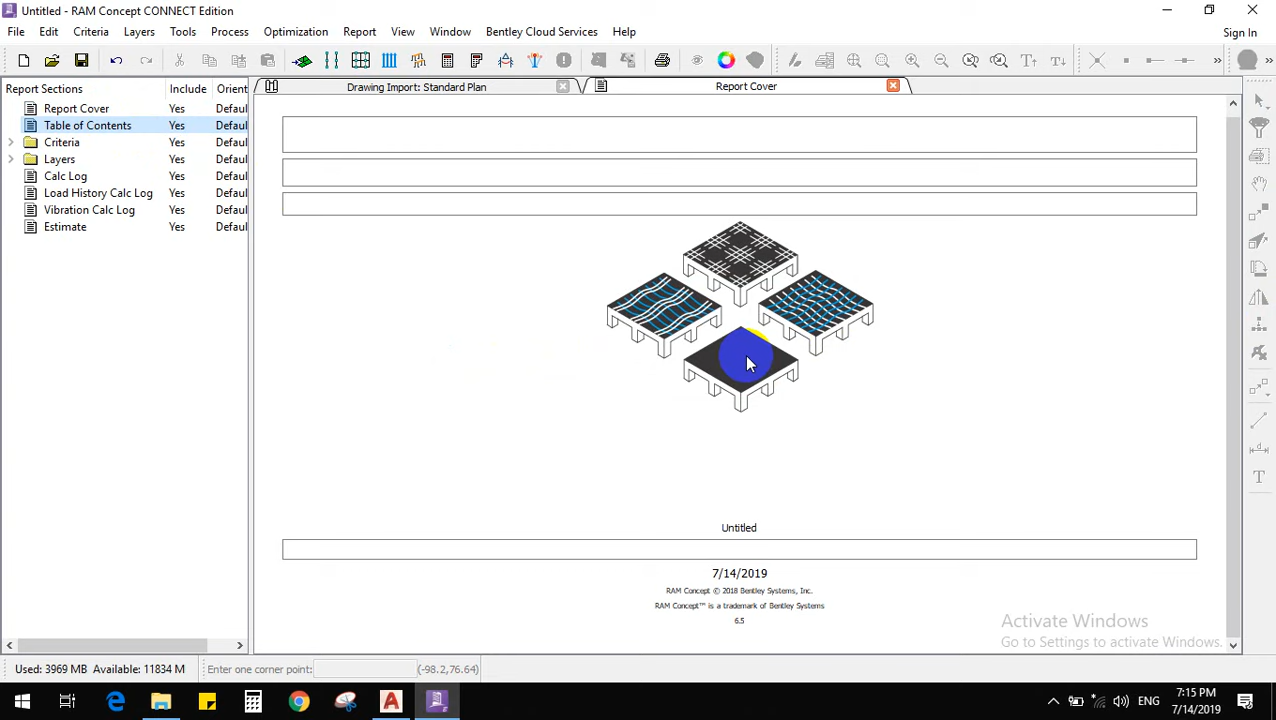 Untitled - RAM Concept CONNECT Edition
File Edit Criteria Layers Tools Process Optimization Report View Window Bentley Cloud Services Help Sign In
Report Sections Include Orient
Report Cover Yes Defaul
Table of Contents Yes Defaul
Criteria Yes Defaul
Layers Yes Defaul
Calc Log Yes Defaul
Load History Calc Log Yes Defaul
Vibration Calc Log Yes Defaul
Estimate Yes Defaul
Drawing Import: Standard Plan
Report Cover
Untitled
7/14/2019
RAM Concept © 2018 Bentley Systems, Inc.
RAM Concept™ is a trademark of Bentley Systems
6.5
Activate Windows
Go to Settings to activate Windows.
Used: 3969 MB Available: 11834 M Enter one corner point: (-98.2,76.64)
ENG 7:15 PM
7/14/2019